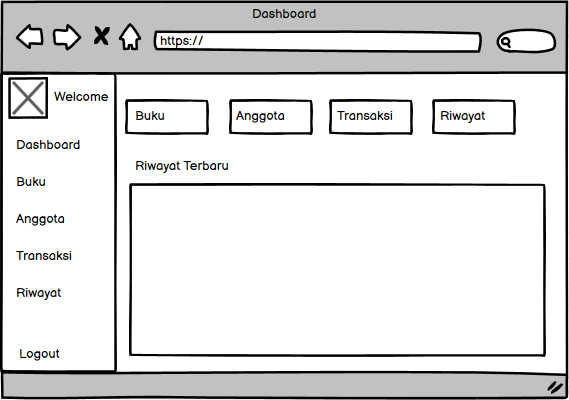 Dashboard
https://
Welcome
Dashboard
Buku
Anggota
Transaksi
Riwayat
Logout
Buku
Anggota
Transaksi
Riwayat
Riwayat Terbaru